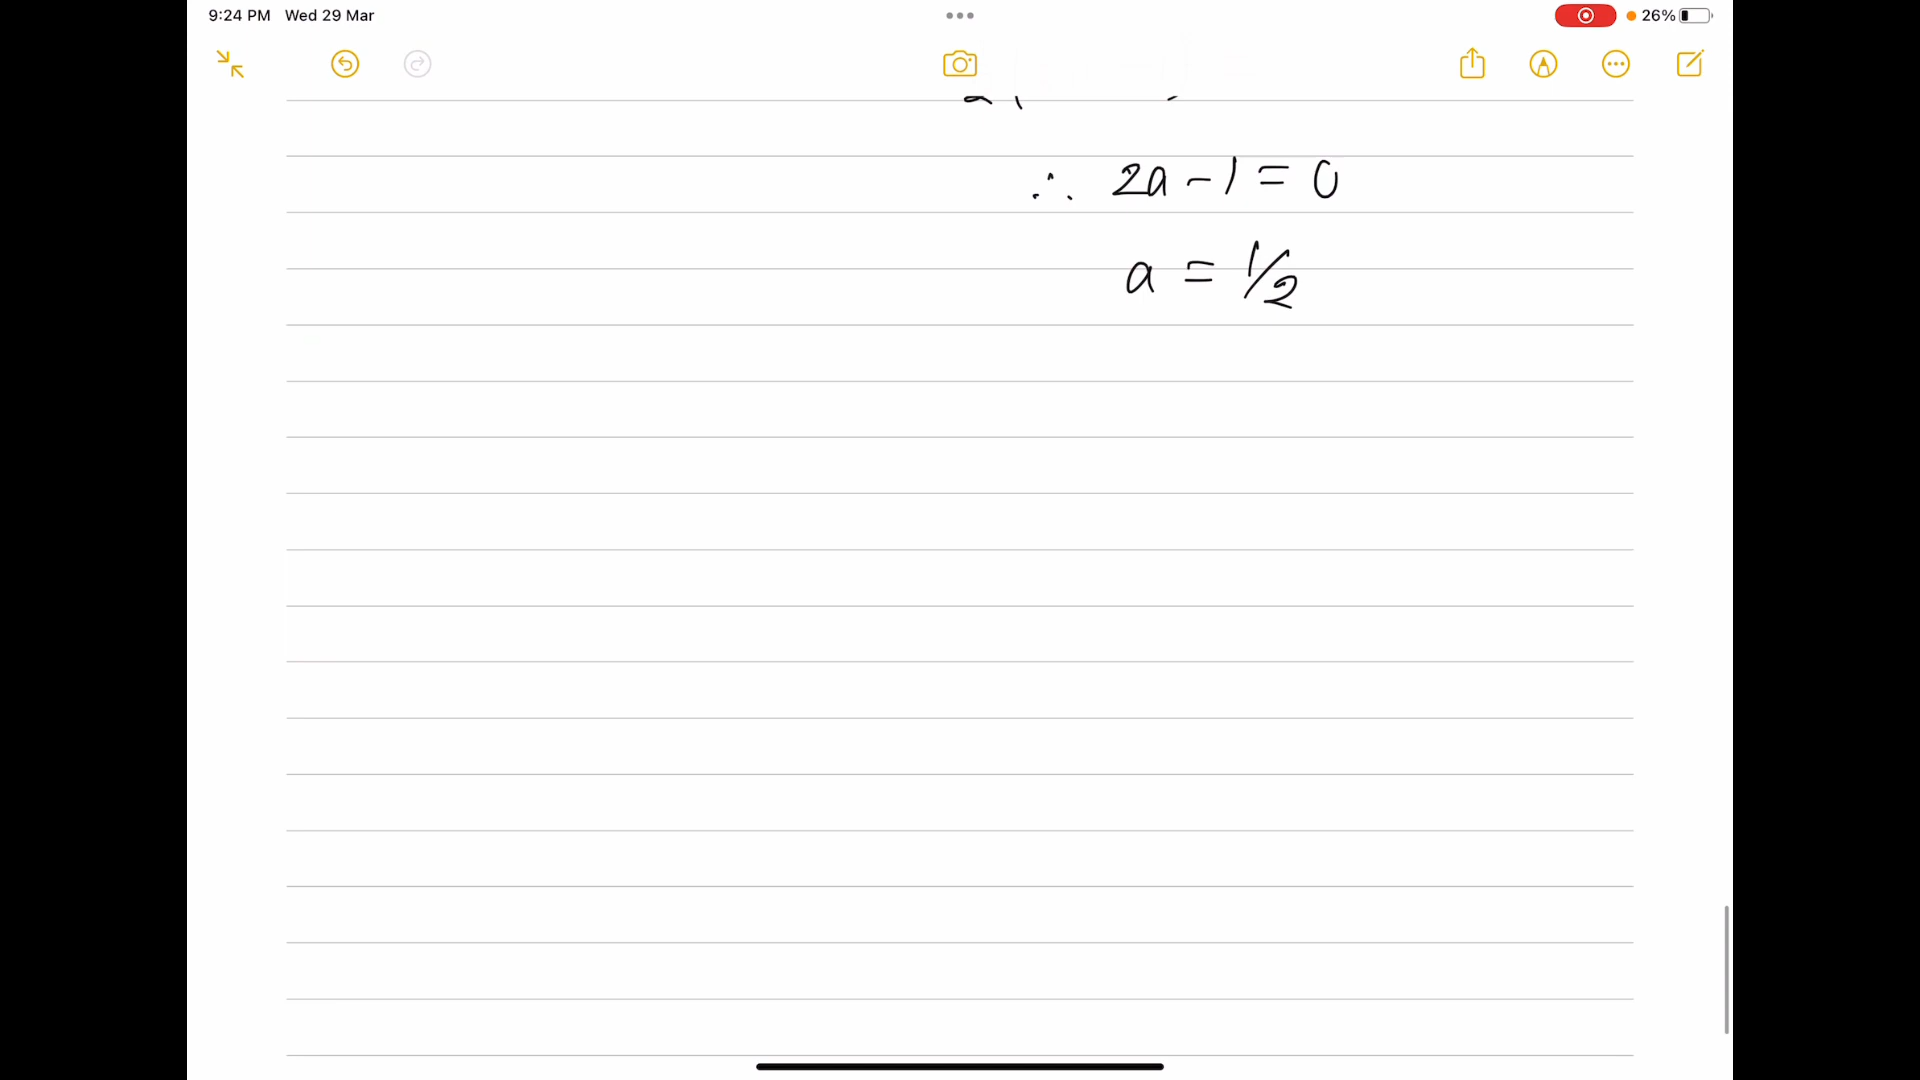 9:24 PM Wed 29 Mar 26%
∴ 2a - 1 = 0
a = 1/2